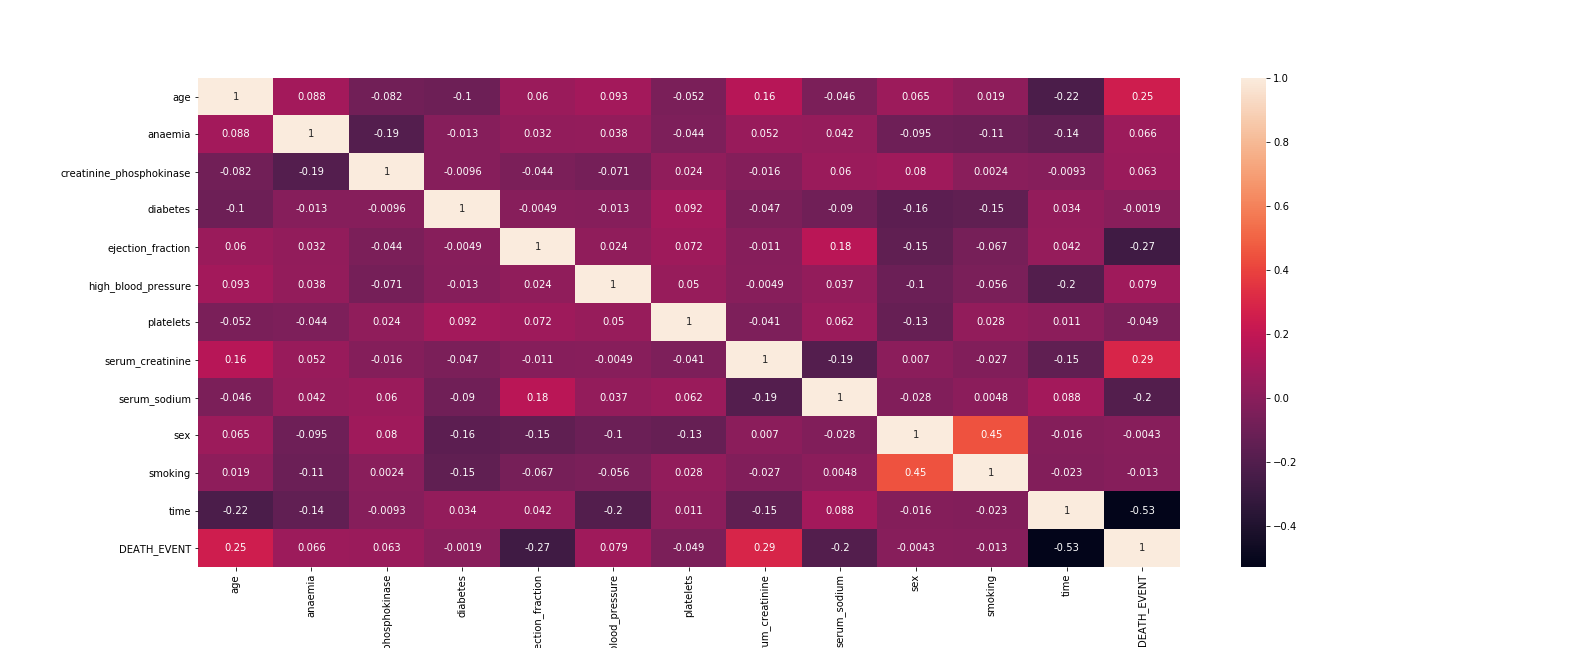 age 1 0.088 -0.082 -0.1 0.06 0.093 -0.052 0.16 -0.046 0.065 0.019 -0.22 0.25
anaemia 0.088 1 -0.19 -0.013 0.032 0.038 -0.044 0.052 0.042 -0.095 -0.11 -0.14 0.066
creatinine_phosphokinase -0.082 -0.19 1 -0.0096 -0.044 -0.071 0.024 -0.016 0.06 0.08 0.0024 -0.0093 0.063
diabetes -0.1 -0.013 -0.0096 1 -0.0049 -0.013 0.092 -0.047 -0.09 -0.16 -0.15 0.034 -0.0019
ejection_fraction 0.06 0.032 -0.044 -0.0049 1 0.024 0.072 -0.011 0.18 -0.15 -0.067 0.042 -0.27
high_blood_pressure 0.093 0.038 -0.071 -0.013 0.024 1 0.05 -0.0049 0.037 -0.1 -0.056 -0.2 0.079
platelets -0.052 -0.044 0.024 0.092 0.072 0.05 1 -0.041 0.062 -0.13 0.028 0.011 -0.049
serum_creatinine 0.16 0.052 -0.016 -0.047 -0.011 -0.0049 -0.041 1 -0.19 0.007 -0.027 -0.15 0.29
serum_sodium -0.046 0.042 0.06 -0.09 0.18 0.037 0.062 -0.19 1 -0.028 0.0048 0.088 -0.2
sex 0.065 -0.095 0.08 -0.16 -0.15 -0.1 -0.13 0.007 -0.028 1 0.45 -0.016 -0.0043
smoking 0.019 -0.11 0.0024 -0.15 -0.067 -0.056 0.028 -0.027 0.0048 0.45 1 -0.023 -0.013
time -0.22 -0.14 -0.0093 0.034 0.042 -0.2 0.011 -0.15 0.088 -0.016 -0.023 1 -0.53
DEATH_EVENT 0.25 0.066 0.063 -0.0019 -0.27 0.079 -0.049 0.29 -0.2 -0.0043 -0.013 -0.53 1
age
anaemia
phosphokinase
diabetes
ection_fraction
blood_pressure
platelets
um_creatinine
serum_sodium
sex
smoking
time
DEATH_EVENT
1.0
0.8
0.6
0.4
0.2
0.0
−0.2
−0.4